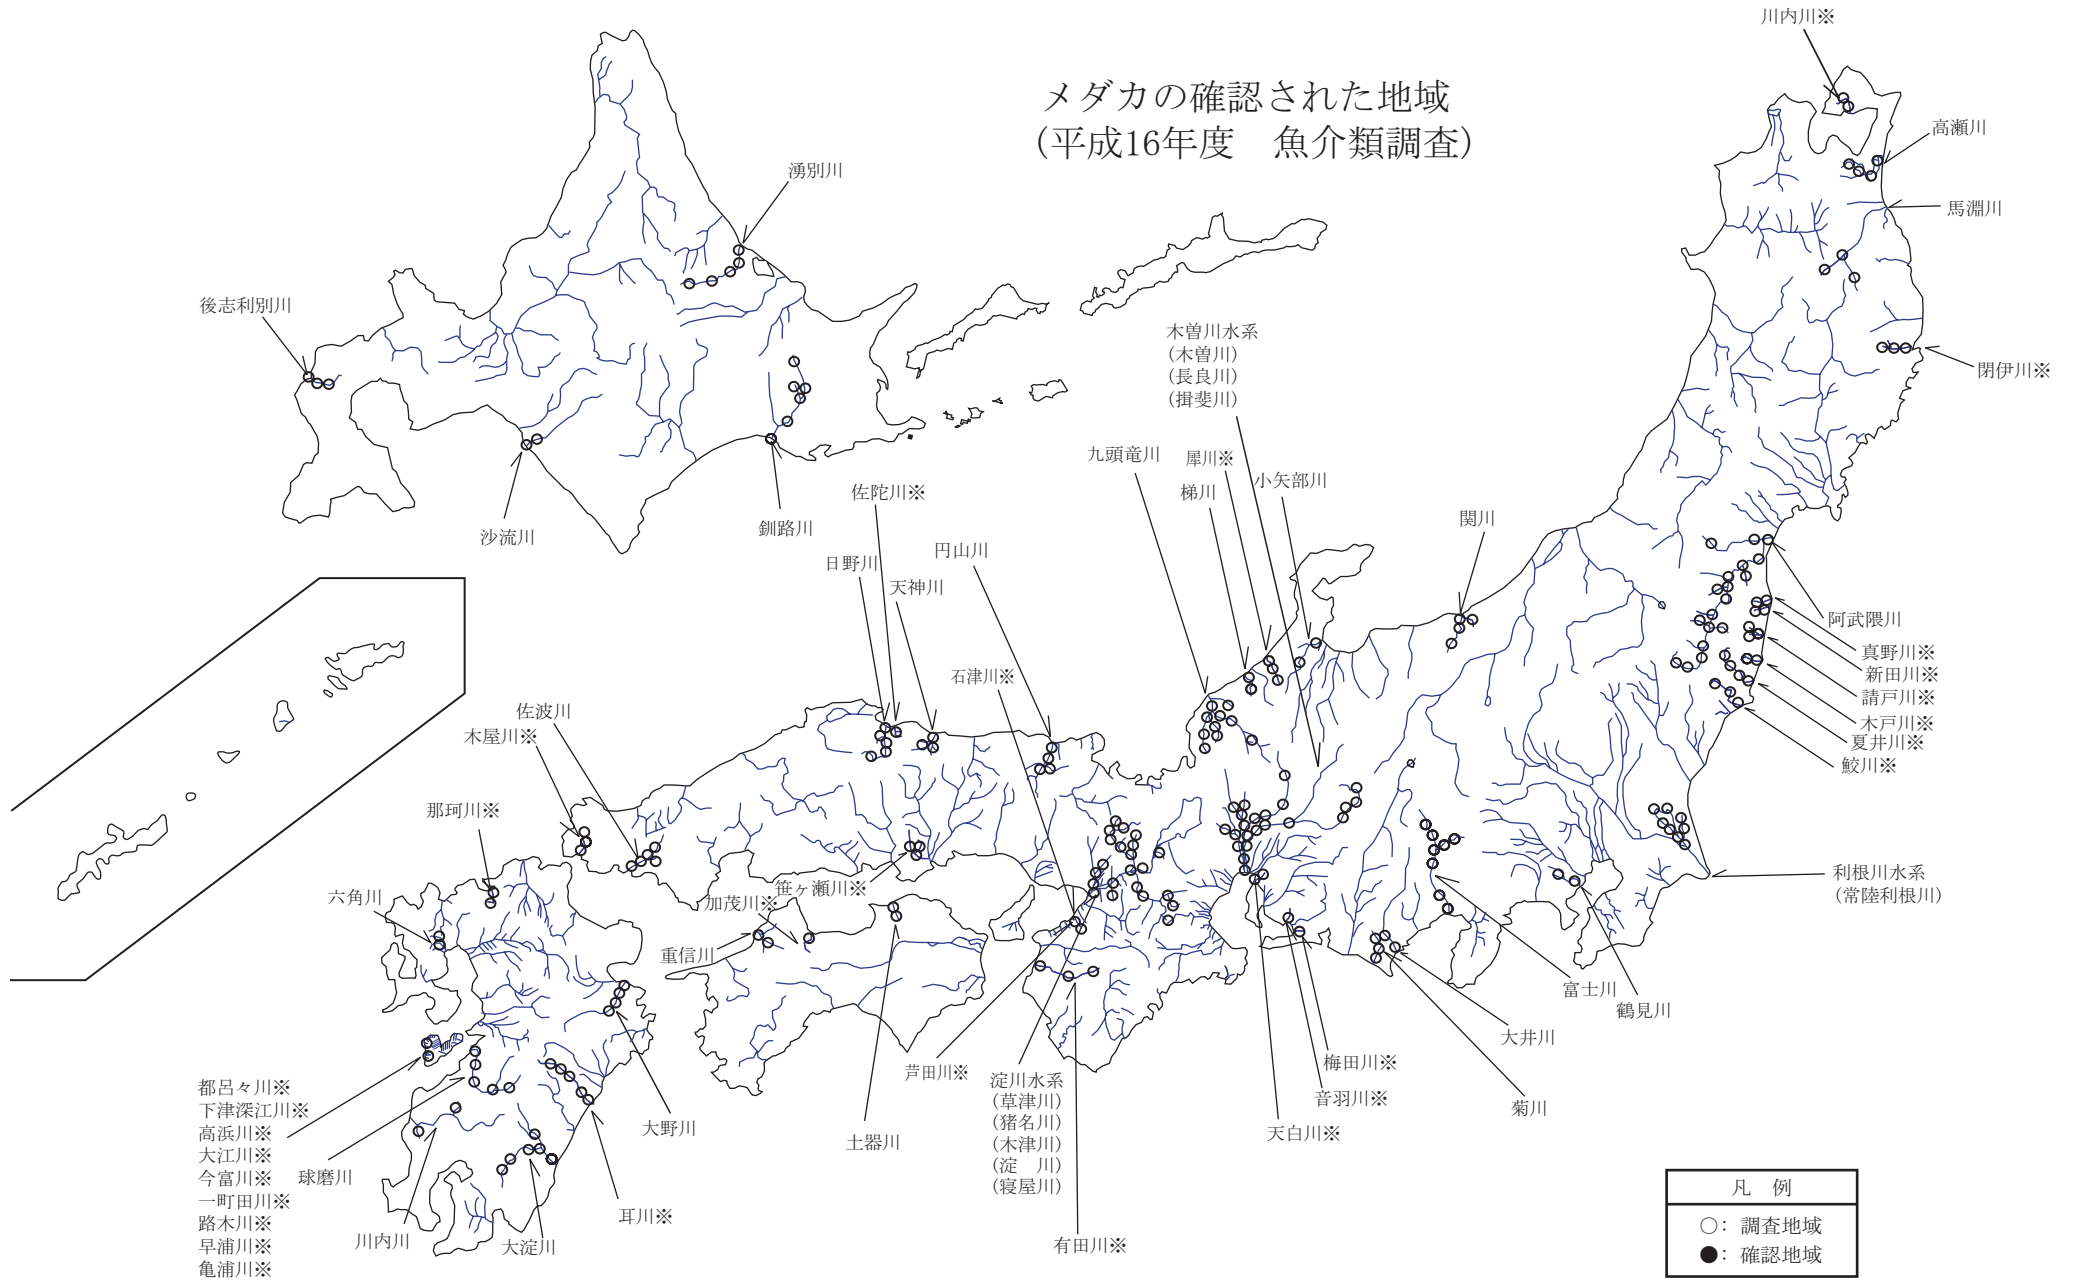 メダカの確認された地域
(平成16年度　魚介類調査)
川内川※
高瀬川
馬淵川
閉伊川※
湧別川
後志利別川
沙流川
釧路川
木曽川水系
(木曽川)
(長良川)
(揖斐川)
九頭竜川
犀川※
梯川
小矢部川
関川
佐陀川※
日野川
天神川
円山川
石津川※
阿武隈川
真野川※
新田川※
請戸川※
木戸川※
夏井川※
鮫川※
佐波川
木屋川※
那珂川※
六角川
笹ヶ瀬川※
加茂川※
重信川
利根川水系
(常陸利根川)
富士川
鶴見川
大井川
菊川
梅田川※
音羽川※
天白川※
芦田川※
淀川水系
(草津川)
(猪名川)
(木津川)
(淀　川)
(寝屋川)
有田川※
土器川
大野川
耳川※
大淀川
川内川
球磨川
都呂々川※
下津深江川※
高浜川※
大江川※
今富川※
一町田川※
路木川※
早浦川※
亀浦川※
凡　例
○：調査地域
●：確認地域